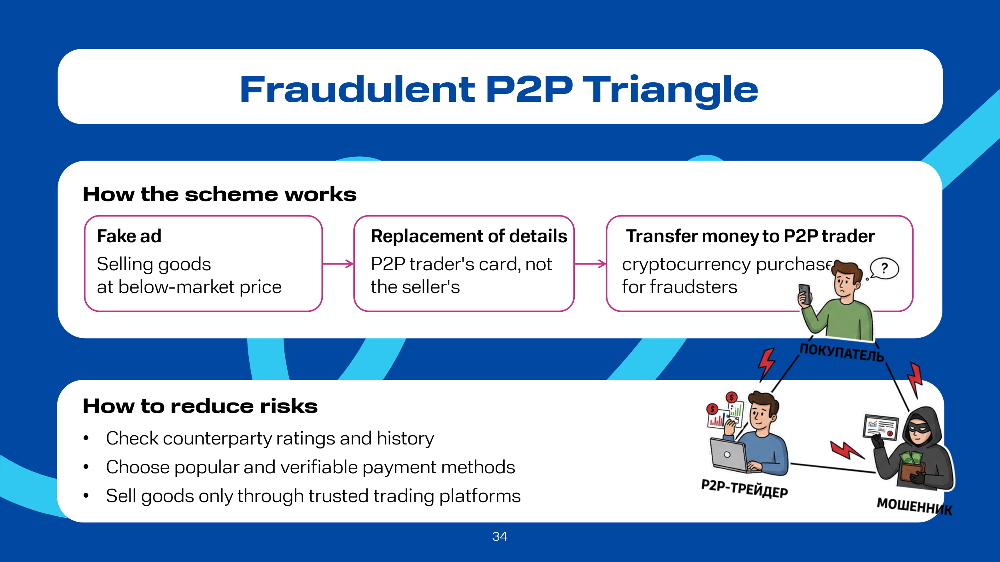 Fraudulent P2P Triangle
How the scheme works
Fake ad
Selling goods
at below-market price
Replacement of details
P2P trader's card, not
the seller's
Transfer money to P2P trader
cryptocurrency purchase
for fraudsters
?
ПОКУПАТЕЛЬ
How to reduce risks
• Check counterparty ratings and history
• Choose popular and verifiable payment methods
• Sell goods only through trusted trading platforms
$
$
P2P-ТРЕЙДЕР
МОШЕННИК
34